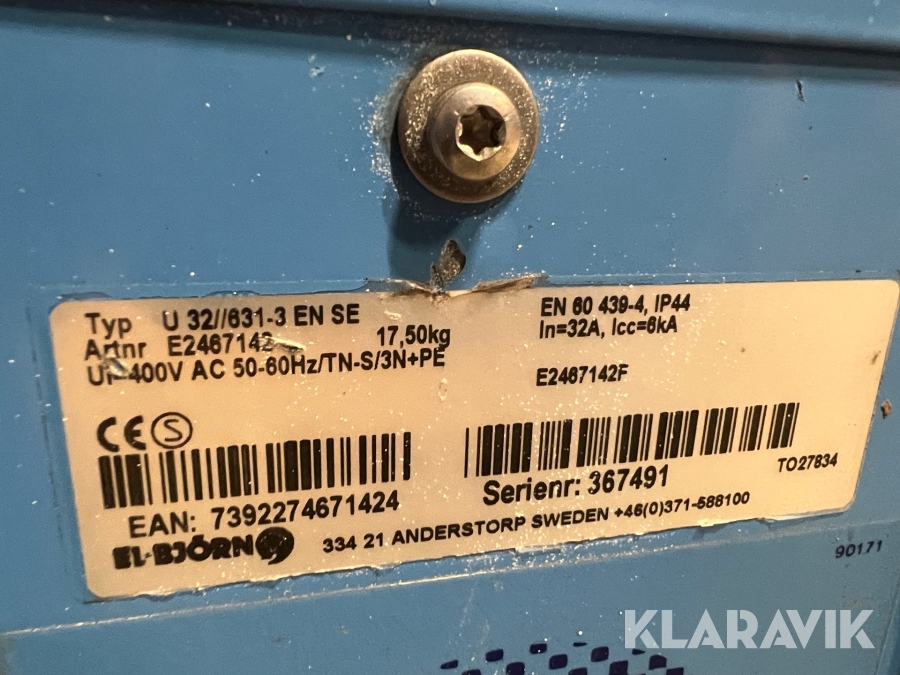 Typ U 32//631-3 EN SE
Artnr E2467142 17,50kg
400V AC 50-60Hz/TN-S/3N+PE
EN 60 439-4, IP44
In=32A, Icc=6kA
E2467142F
CE S
EAN: 7392274671424
Serienr: 367491
TO27834
EL-BJÖRN 334 21 ANDERSTORP SWEDEN +46(0)371-588100
90171
KLARAVIK